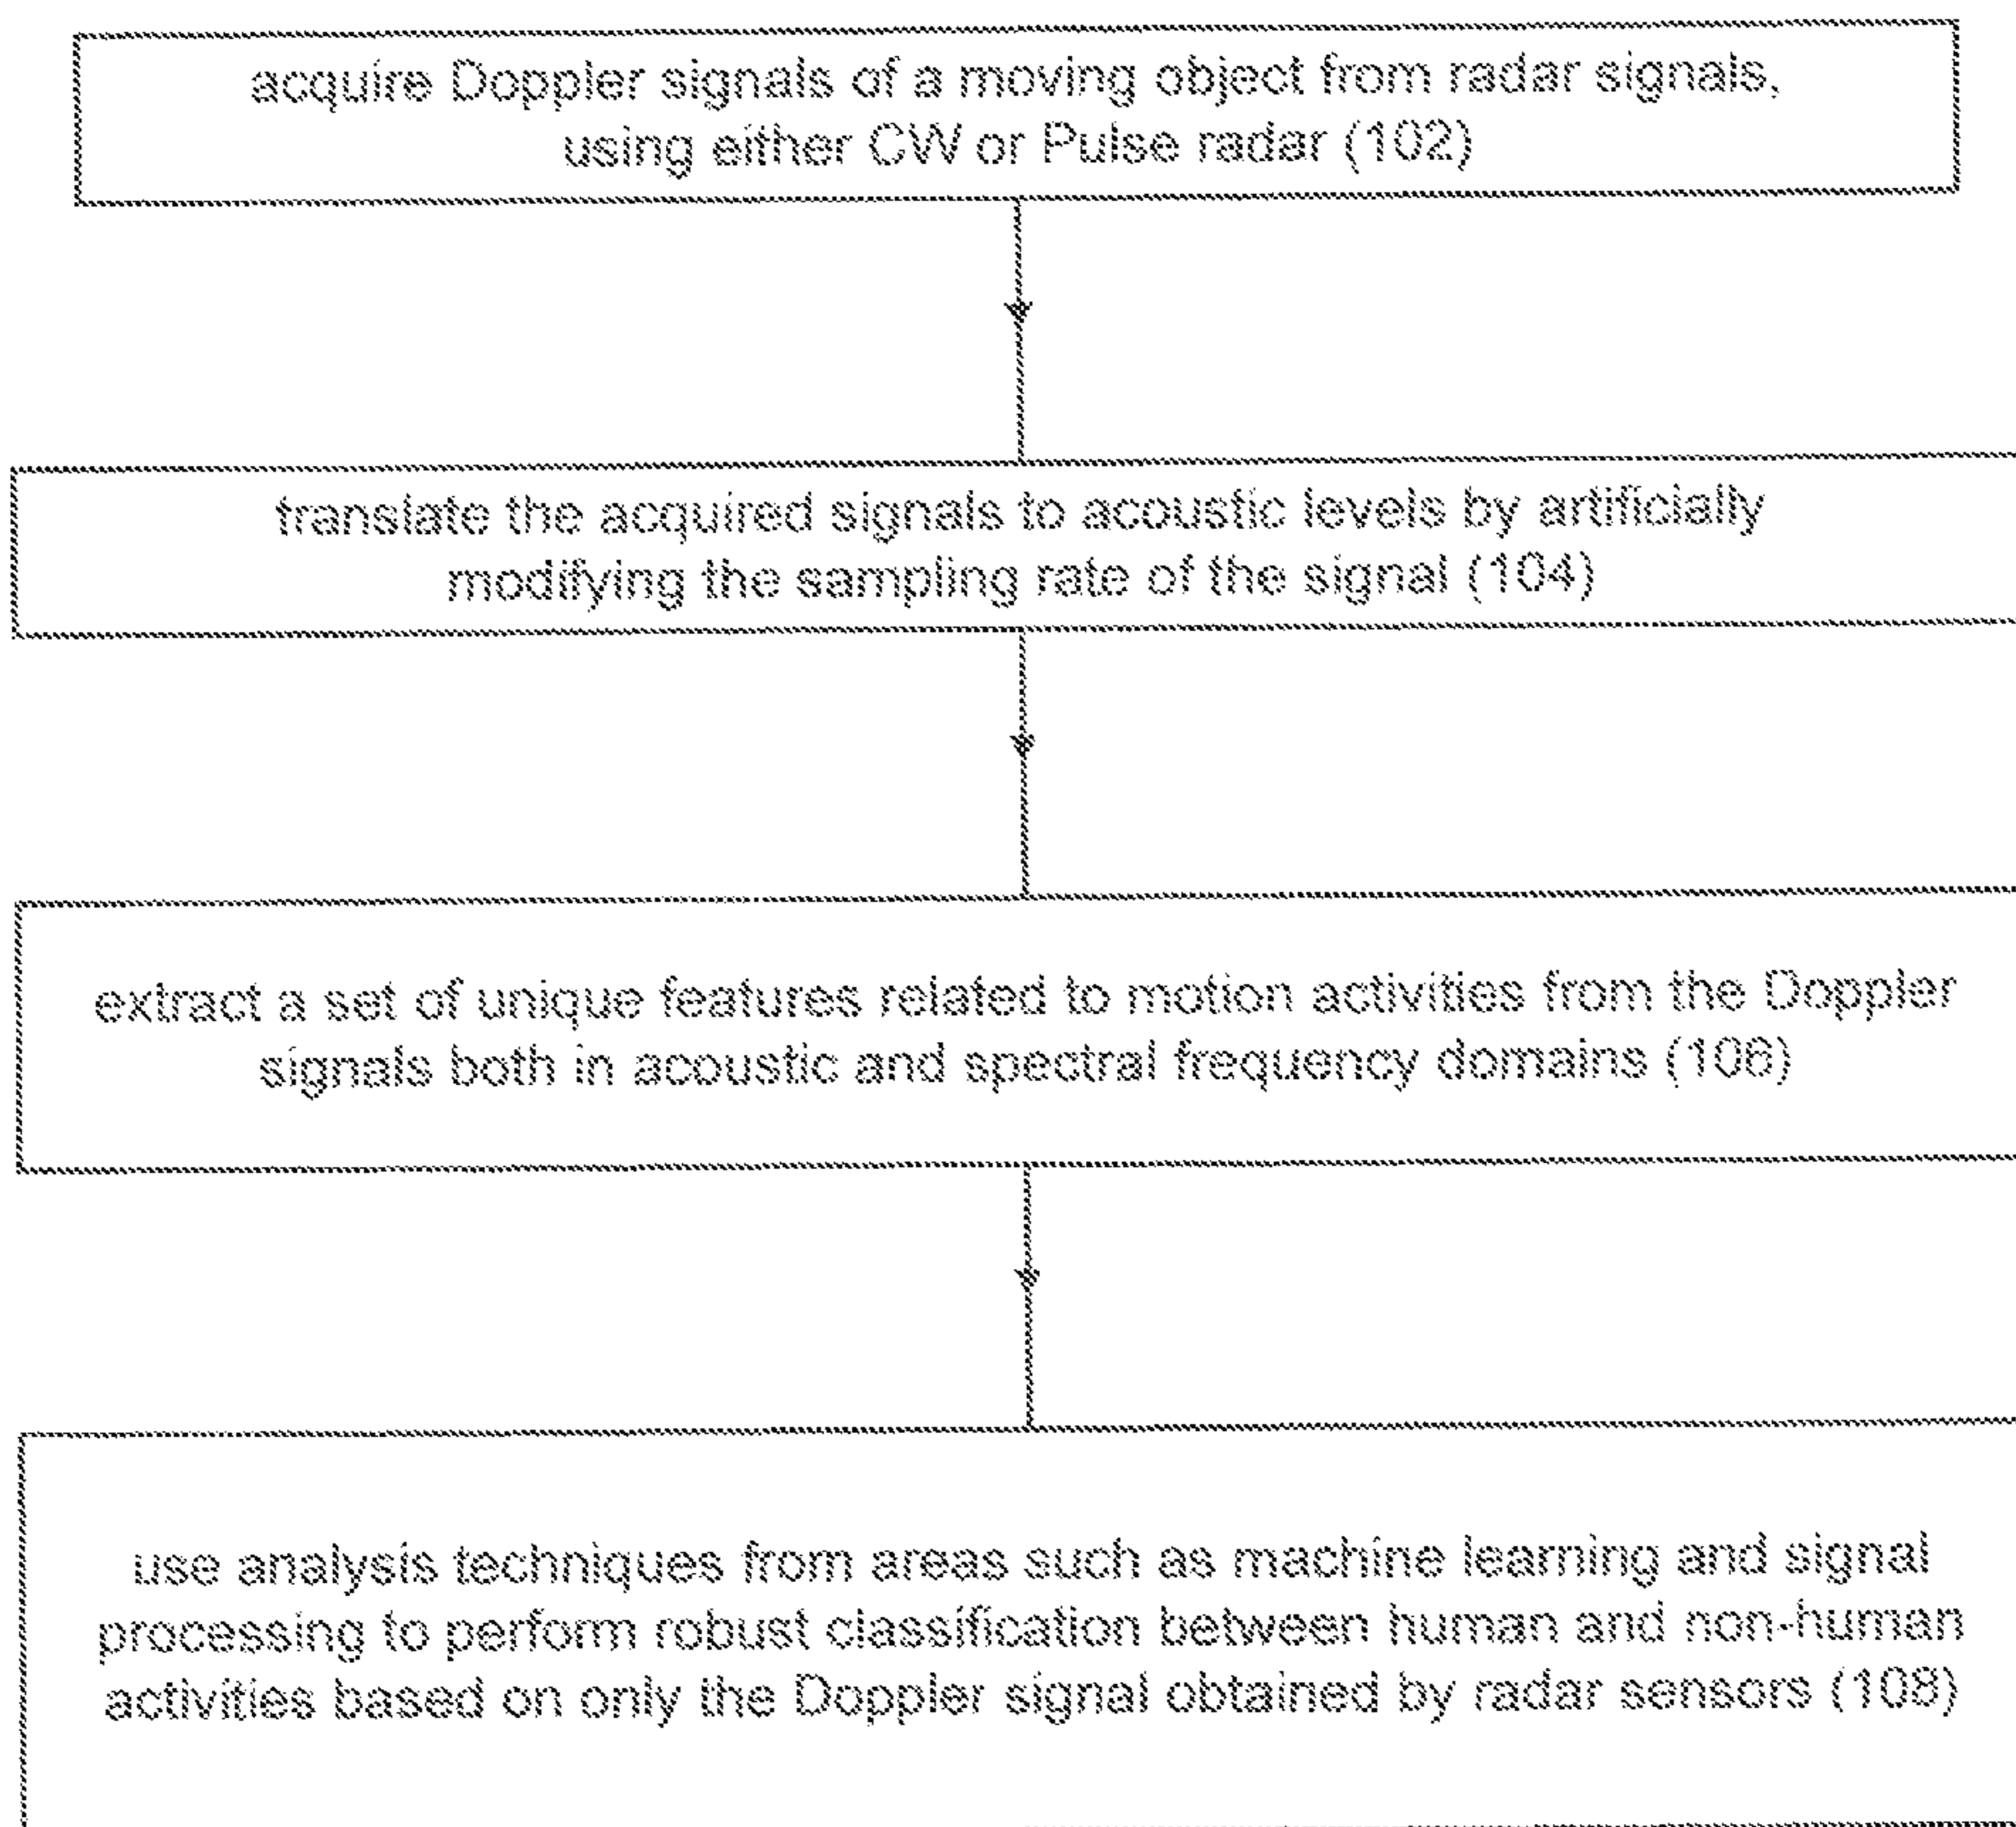 acquire Doppler signals of a moving object from radar signals,
using either CW or Pulse radar (102)
translate the acquired signals to acoustic levels by artificially
modifying the sampling rate of the signal (104)
extract a set of unique features related to motion activities from the Doppler
signals both in acoustic and spectral frequency domains (106)
use analysis techniques from areas such as machine learning and signal
processing to perform robust classification between human and non-human
activities based on only the Doppler signal obtained by radar sensors (108)